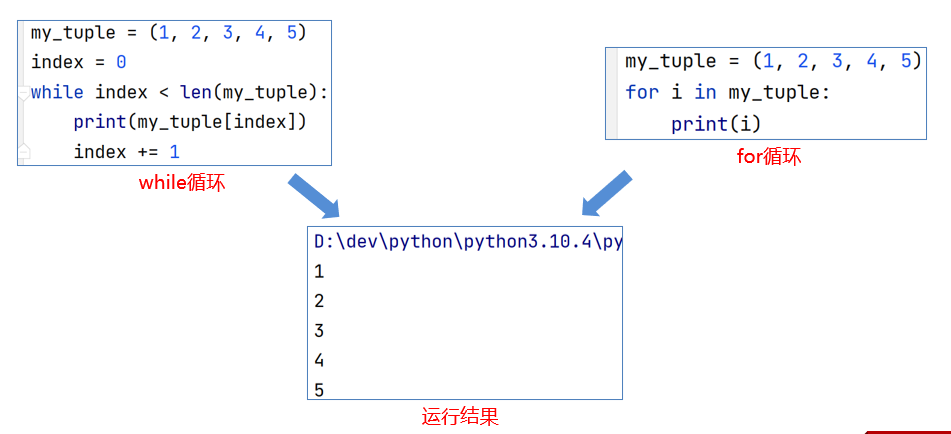 my_tuple = (1, 2, 3, 4, 5)
index = 0
while index < len(my_tuple):
    print(my_tuple[index])
    index += 1
while循环
my_tuple = (1, 2, 3, 4, 5)
for i in my_tuple:
    print(i)
for循环
D:\dev\python\python3.10.4\py
1
2
3
4
5
运行结果